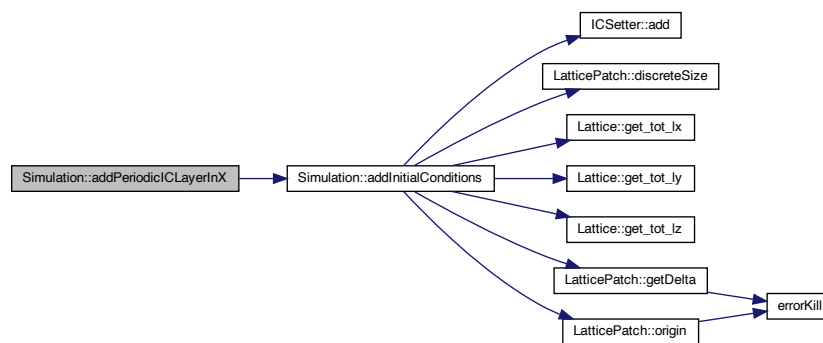 ICSetter::add
LatticePatch::discreteSize
Lattice::get_tot_lx
Simulation::addPeriodicICLayerInX
Simulation::addInitialConditions
Lattice::get_tot_ly
Lattice::get_tot_lz
LatticePatch::getDelta
errorKill
LatticePatch::origin